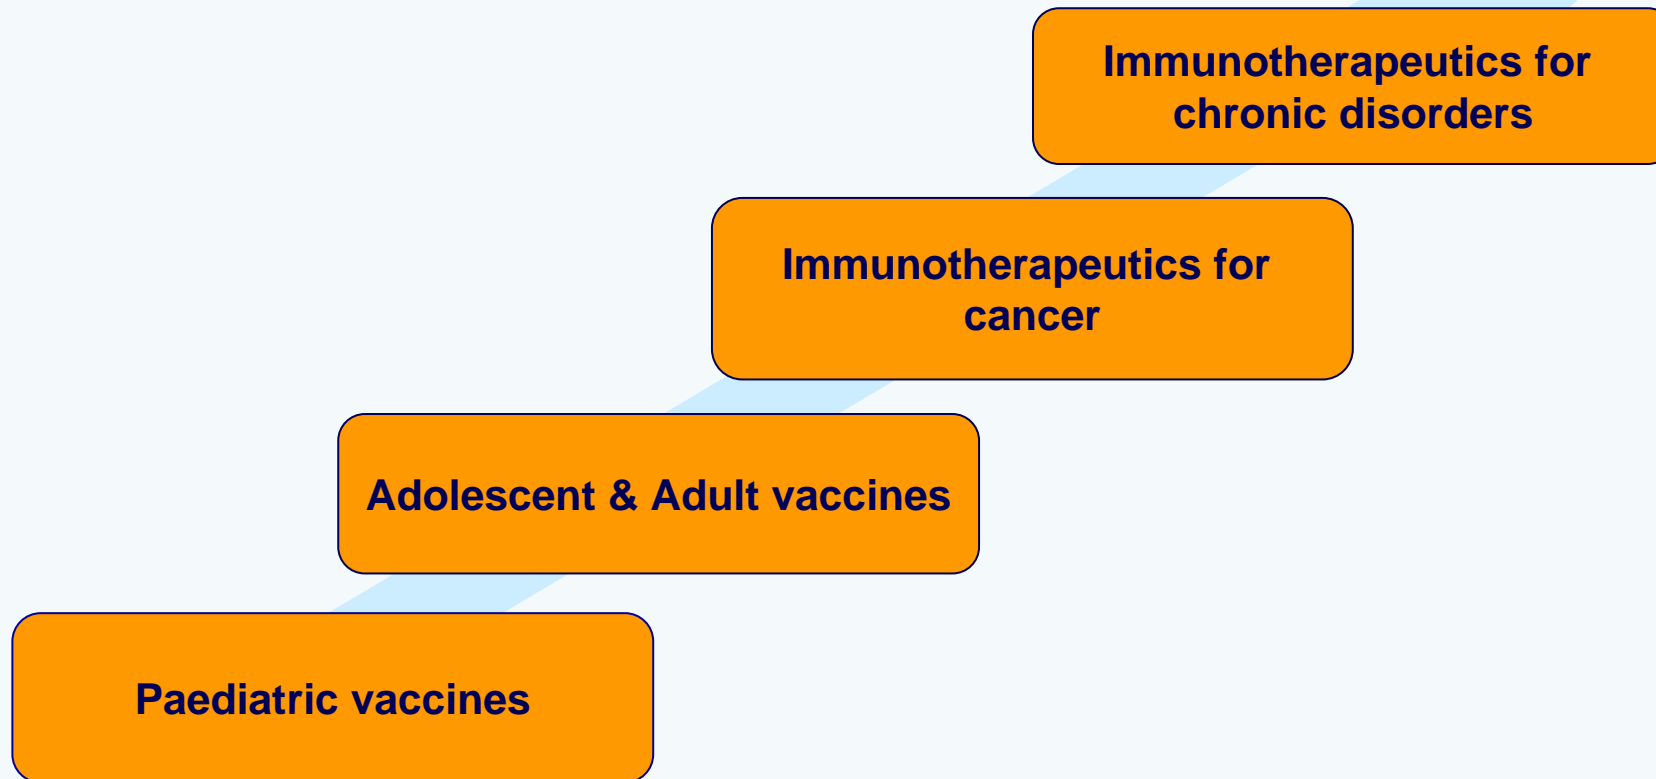 Immunotherapeutics for
chronic disorders
Immunotherapeutics for
cancer
Adolescent & Adult vaccines
Paediatric vaccines